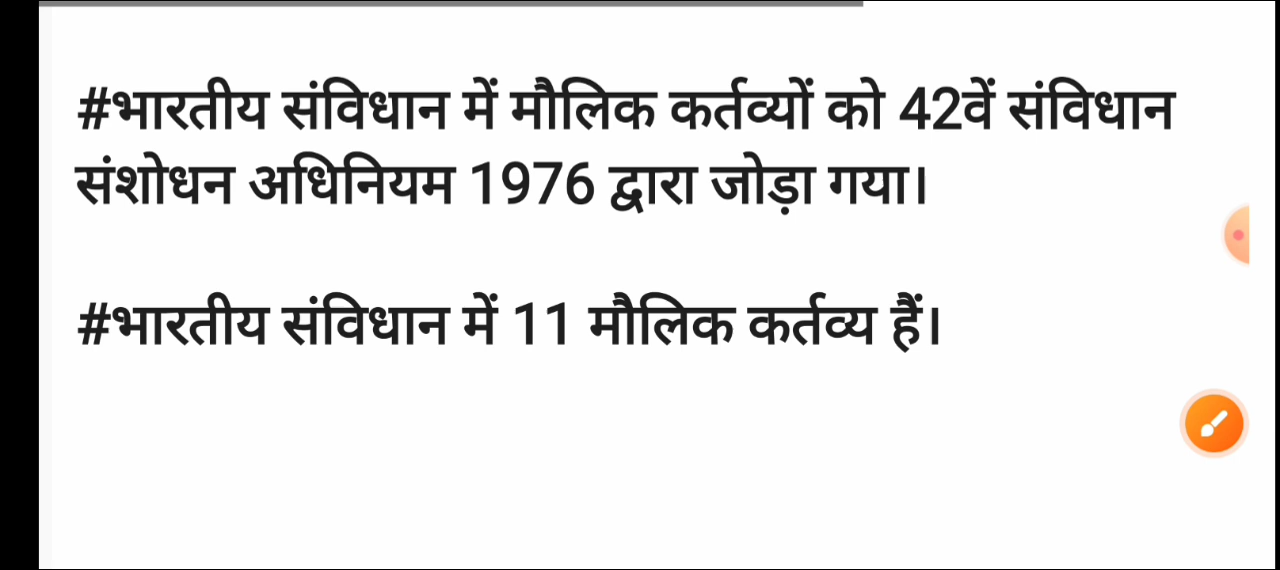 #भारतीय संविधान में मौलिक कर्तव्यों को 42वें संविधान
संशोधन अधिनियम 1976 द्वारा जोड़ा गया।
#भारतीय संविधान में 11 मौलिक कर्तव्य हैं।